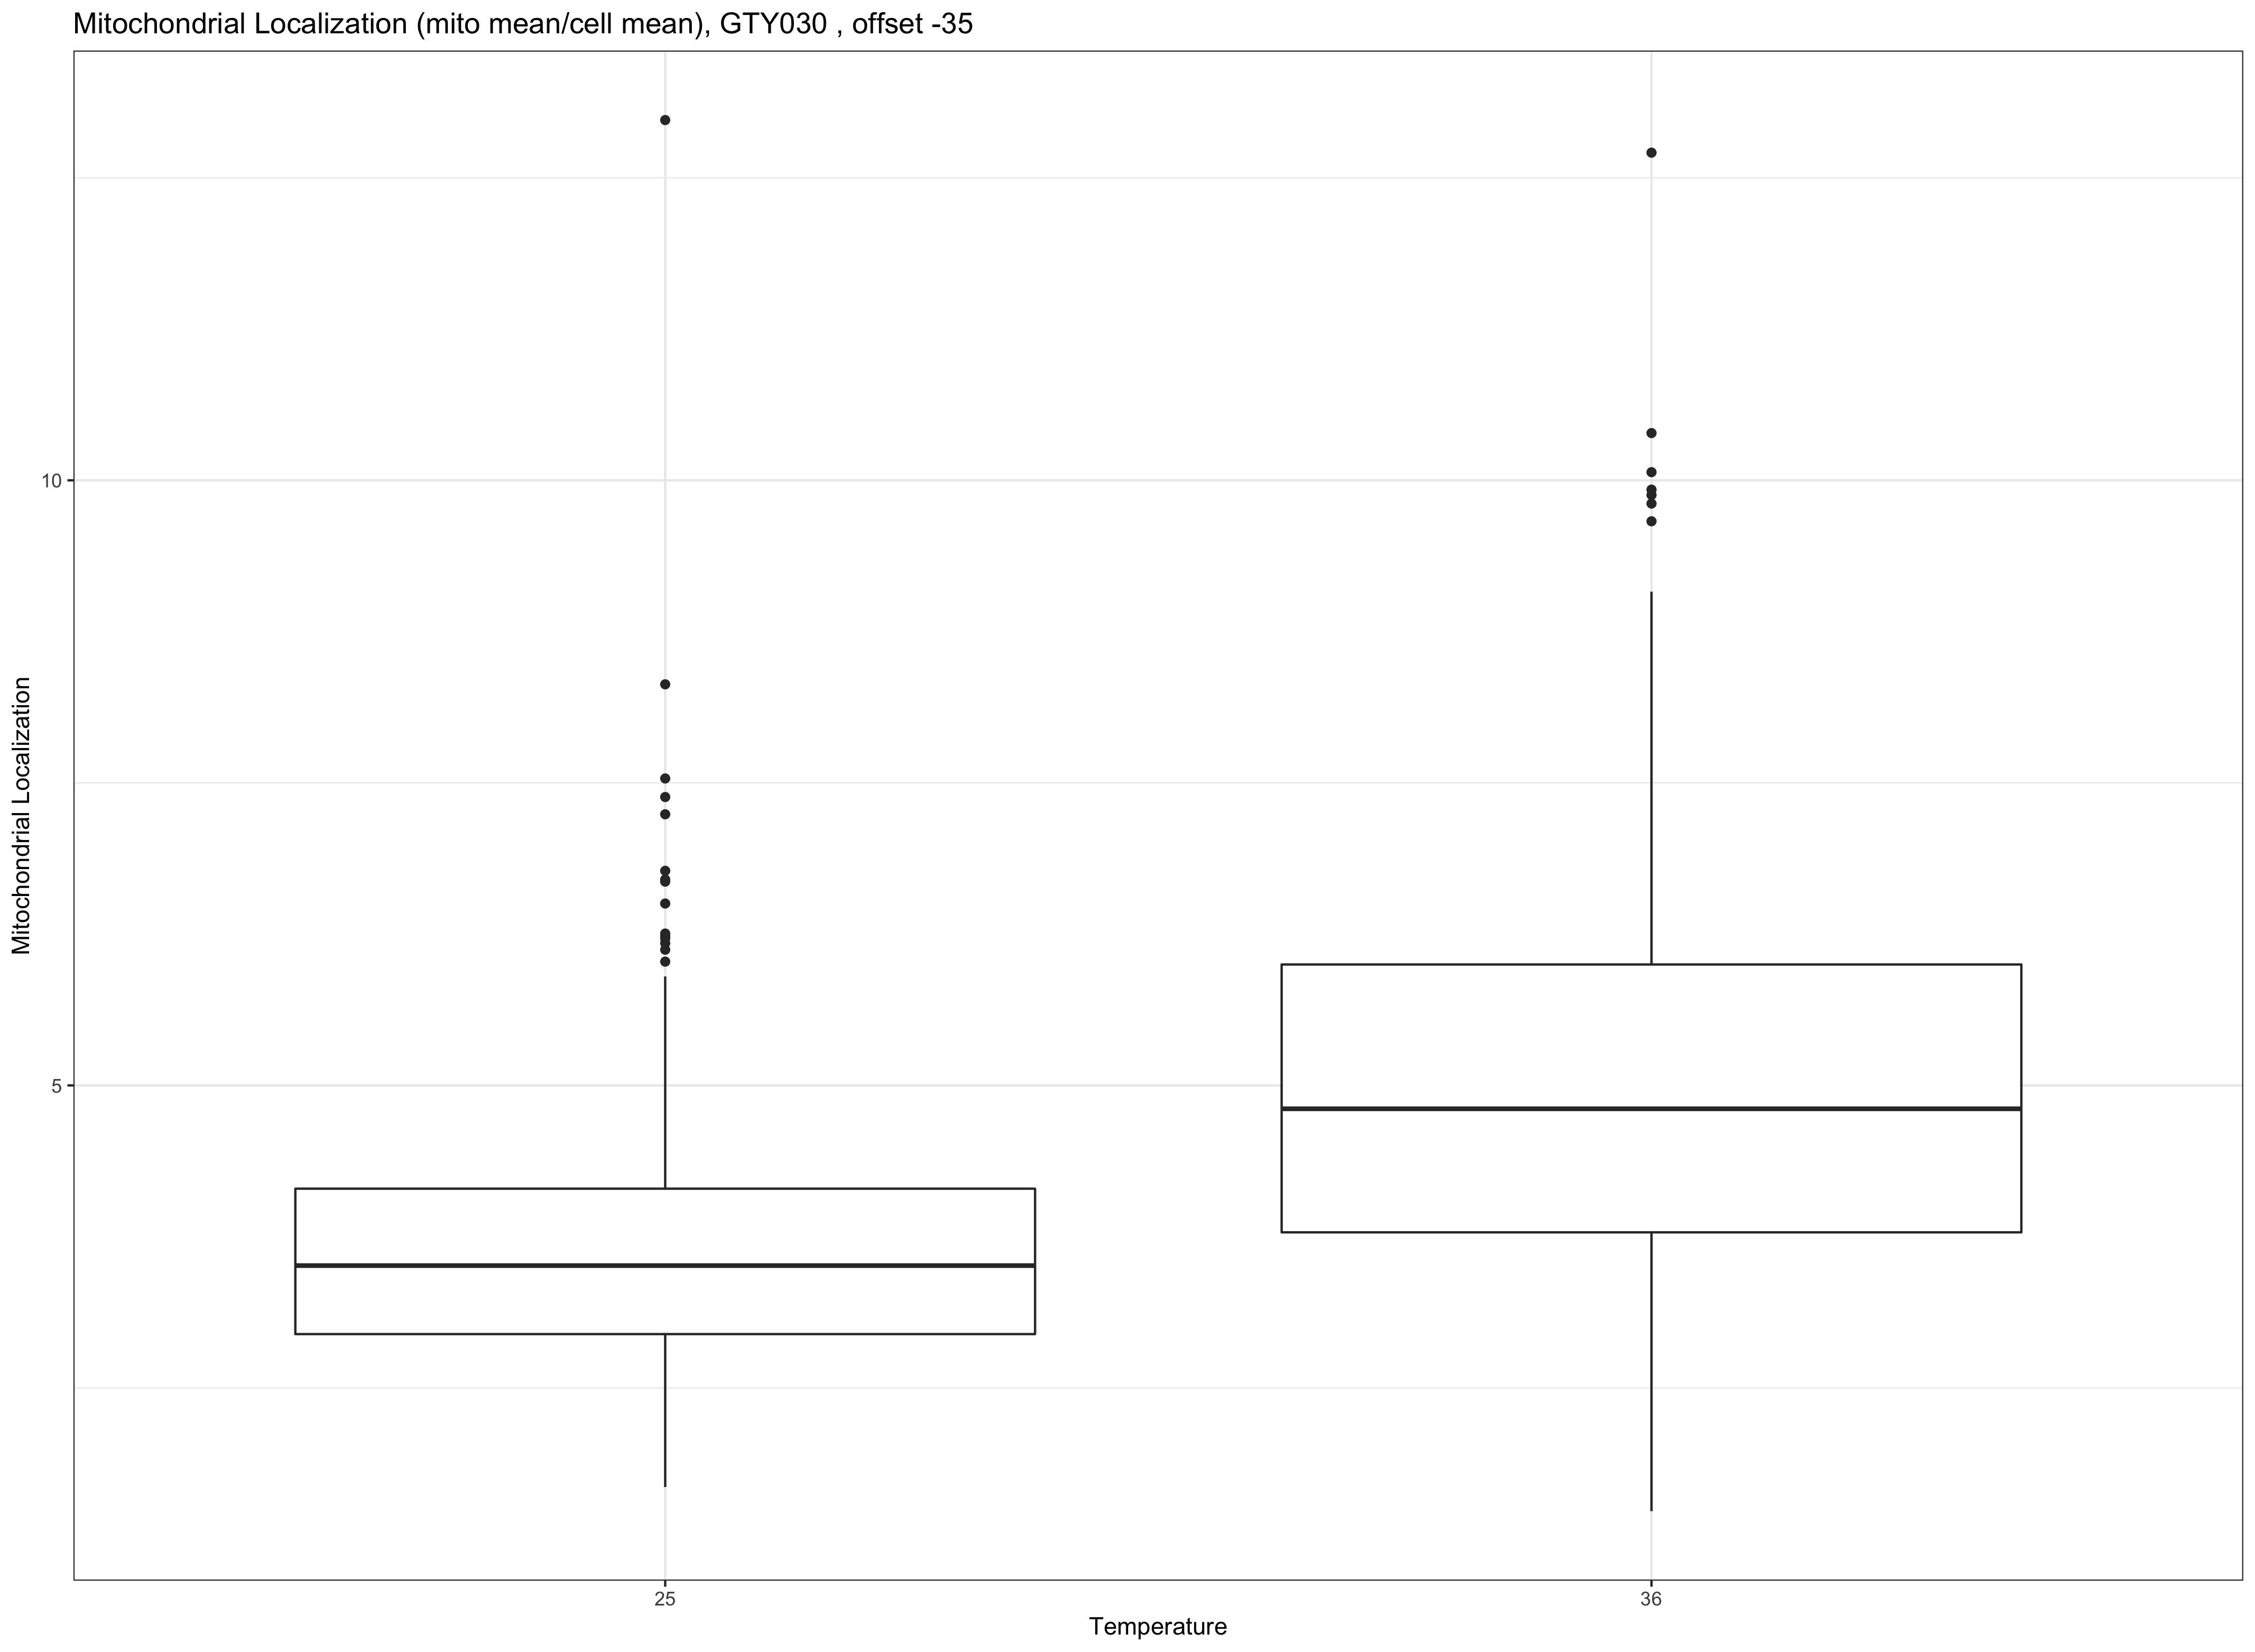 Mitochondrial Localization (mito mean/cell mean), GTY030 , offset -35
Mitochondrial Localization
10
5
25
36
Temperature